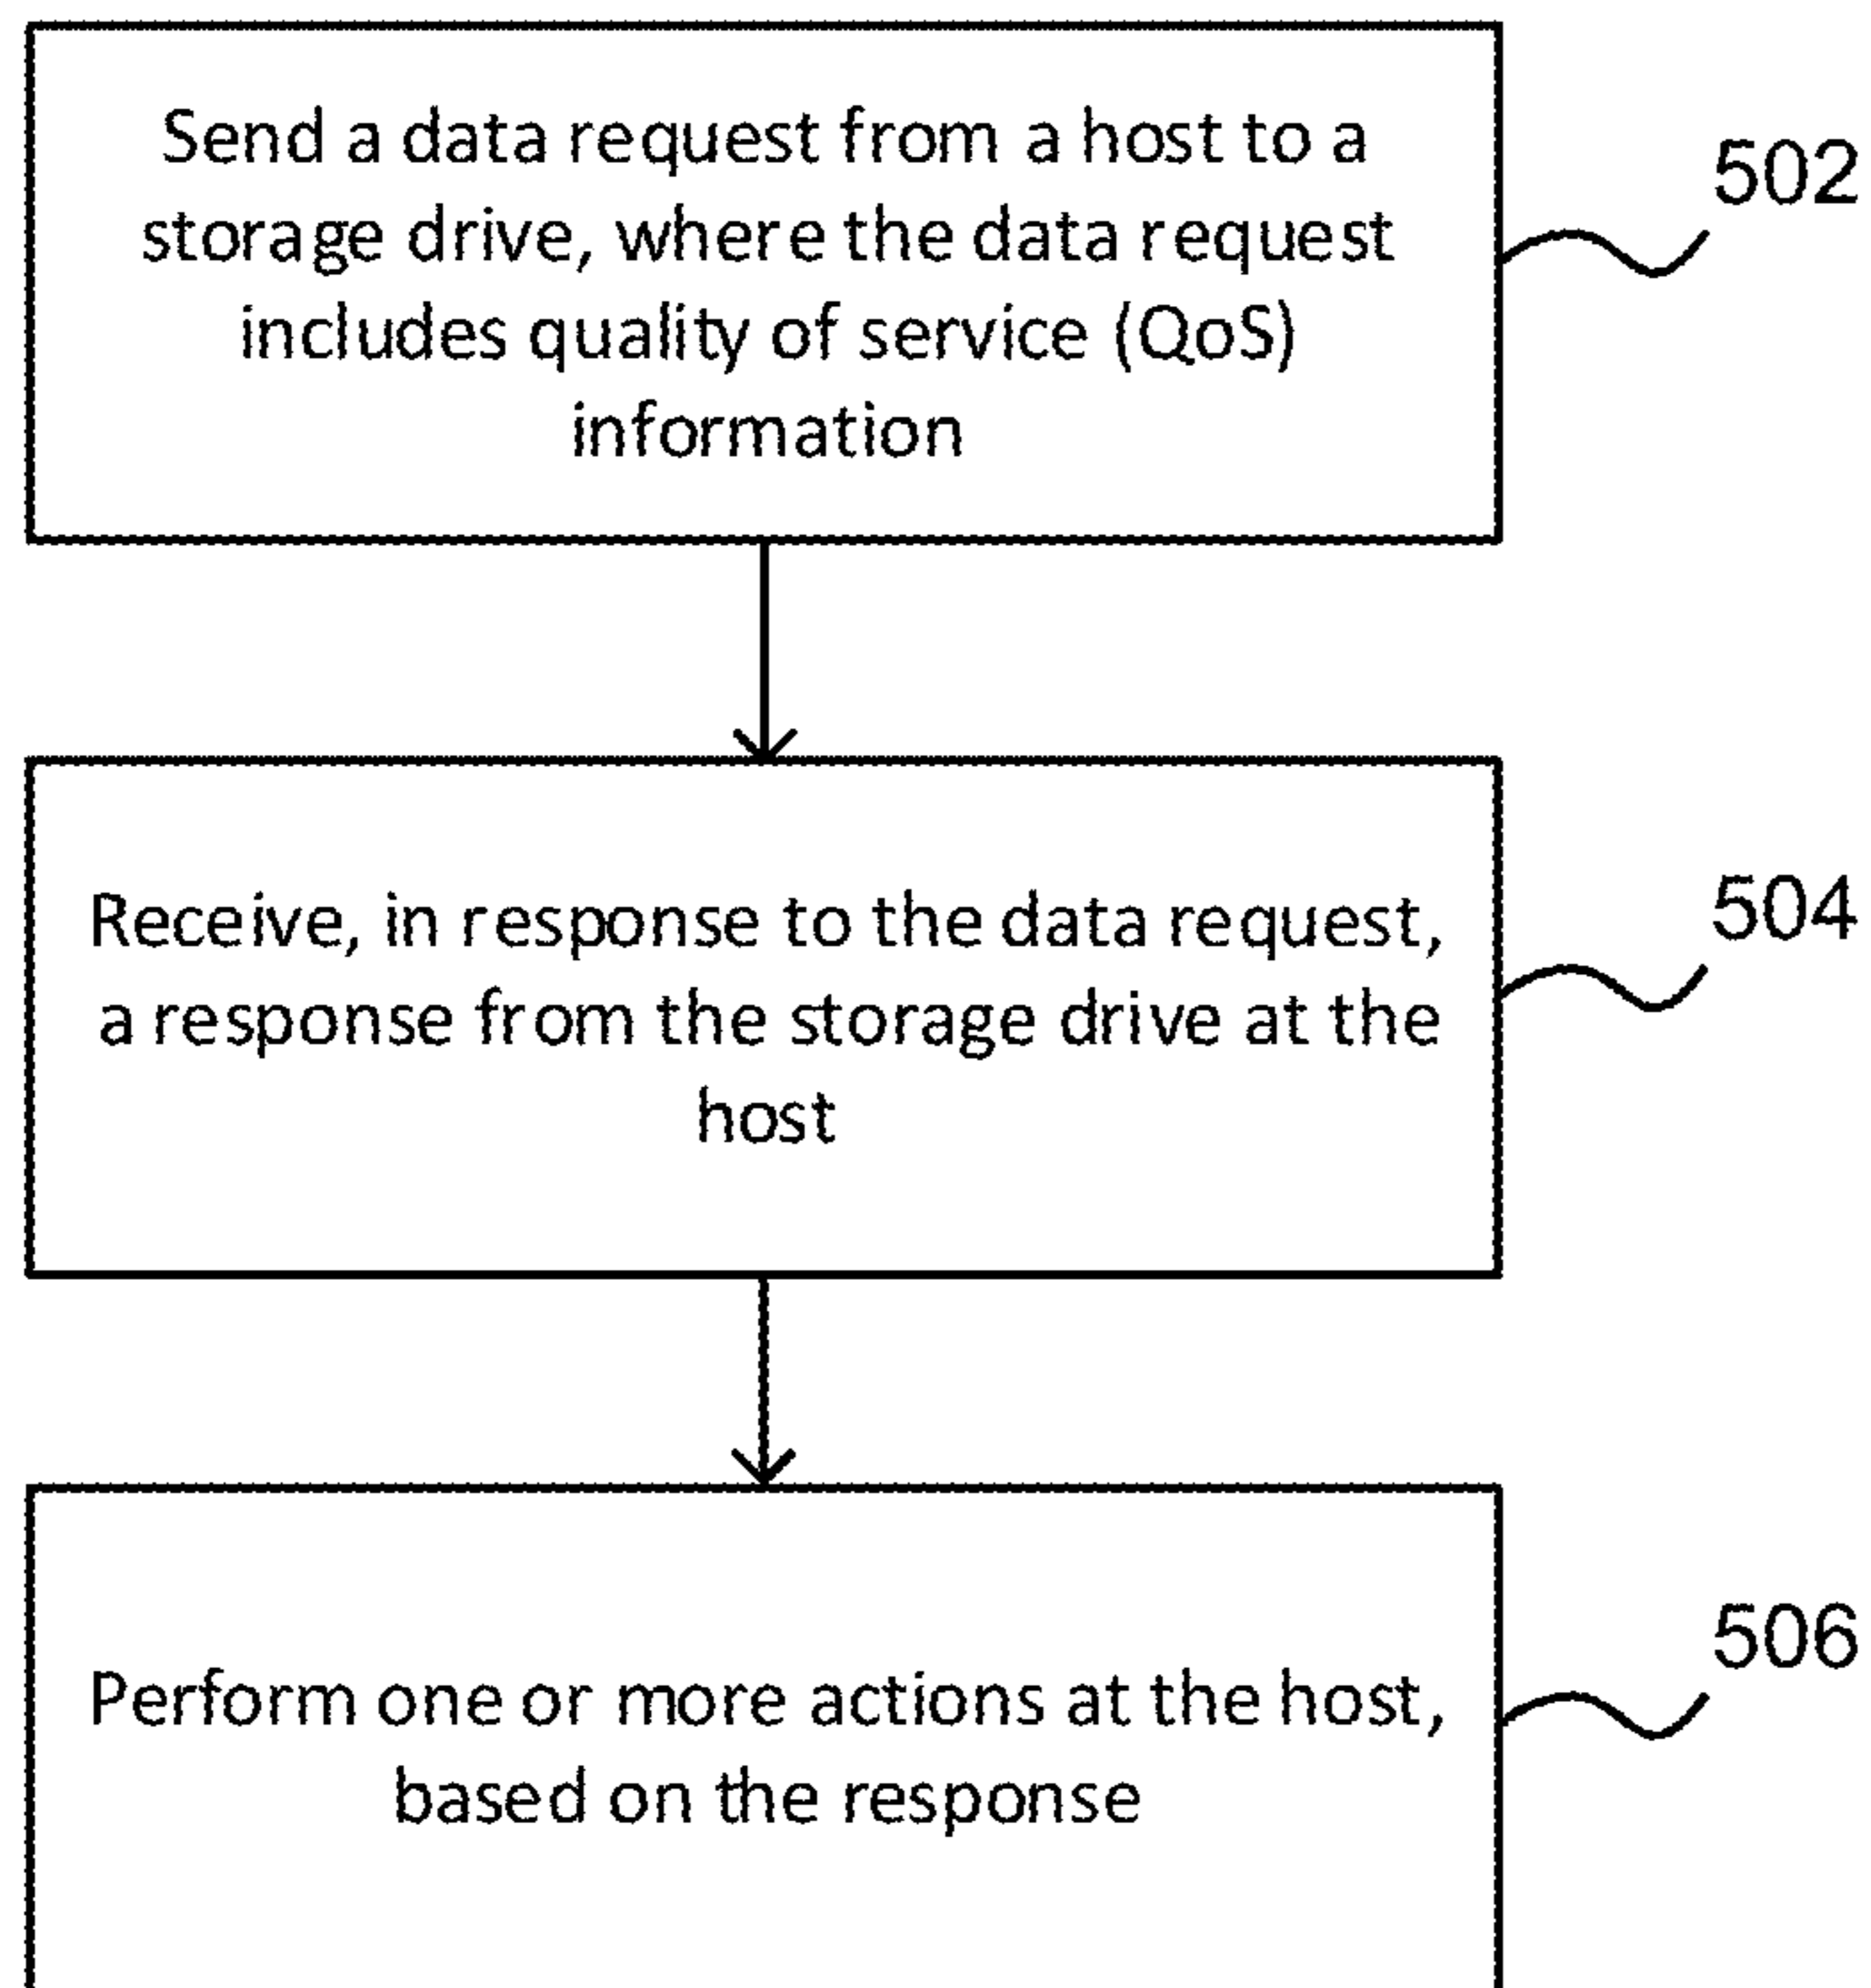 Send a data request from a host to a
storage drive, where the data request
includes quality of service (QoS)
information
502
Receive, in response to the data request,
a response from the storage drive at the
host
504
Perform one or more actions at the host,
based on the response
506